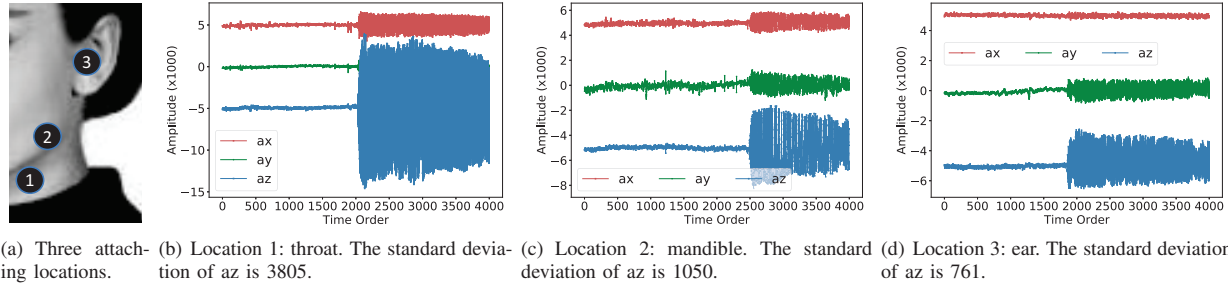 3
2
1
Amplitude (x1000)
5
0
−5
−10
−15
ax
ay
az
0 500 1000 1500 2000 2500 3000 3500 4000
Time Order
Amplitude (x1000)
6
4
2
0
−2
−4
−6
−8
ax ay az
0 500 1000 1500 2000 2500 3000 3500 4000
Time Order
Amplitude (x1000)
4
2
0
−2
−4
−6
ax ay az
0 500 1000 1500 2000 2500 3000 3500 4000
Time Order
(a) Three attach-
ing locations.
(b) Location 1: throat. The standard devia-
tion of az is 3805.
(c) Location 2: mandible. The standard
deviation of az is 1050.
(d) Location 3: ear. The standard deviation
of az is 761.